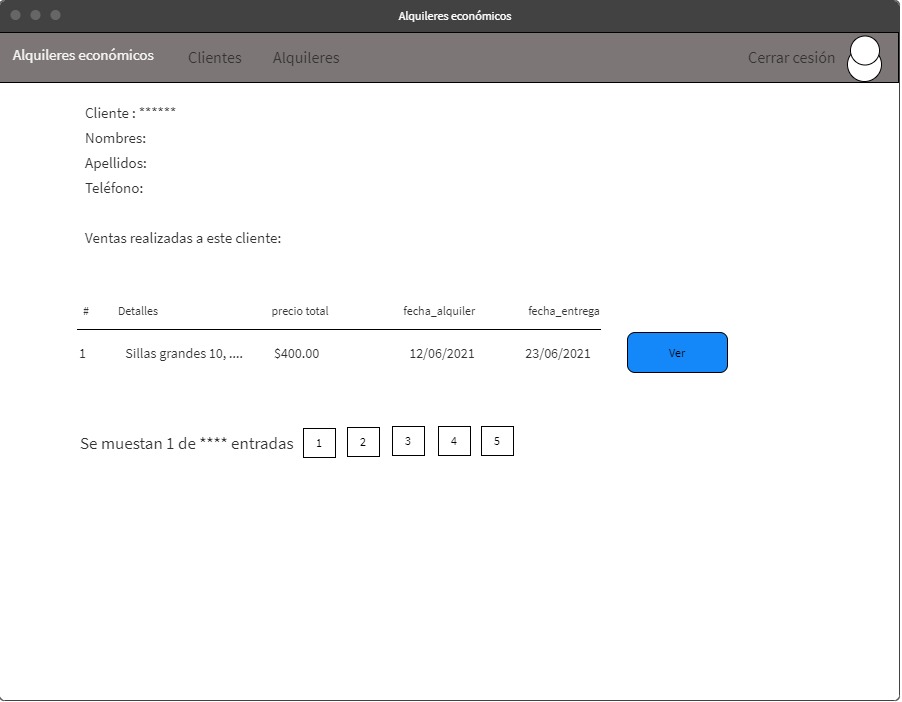 Alquileres económicos
Alquileres económicos Clientes Alquileres Cerrar cesión
Cliente : ******
Nombres:
Apellidos:
Teléfono:
Ventas realizadas a este cliente:
# Detalles precio total fecha_alquiler fecha_entrega
1 Sillas grandes 10, .... $400.00 12/06/2021 23/06/2021 Ver
Se muestan 1 de **** entradas 1 2 3 4 5